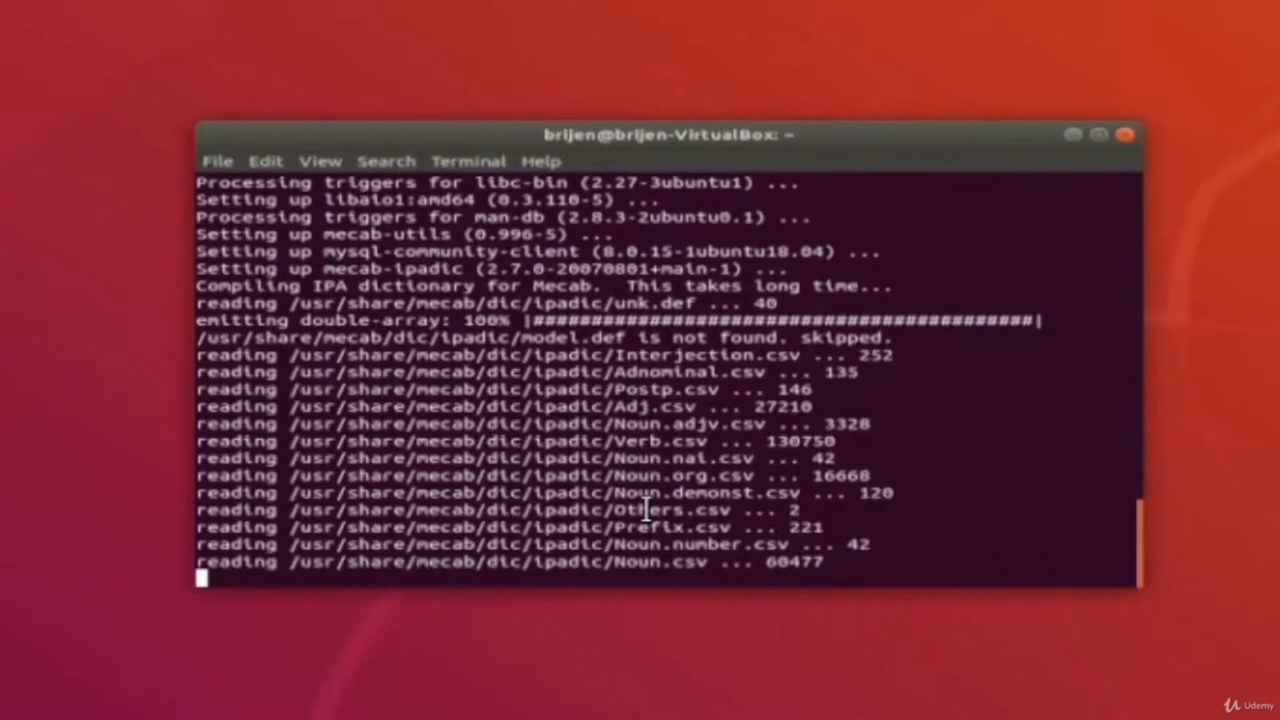 brijen@brijen-VirtualBox: ~
File Edit View Search Terminal Help
Processing triggers for libc-bin (2.27-3ubuntu1) ...
Setting up libaio1:amd64 (0.3.110-5) ...
Processing triggers for man-db (2.8.3-2ubuntu0.1) ...
Setting up mecab-utils (0.996-5) ...
Setting up mysql-community-client (8.0.15-1ubuntu18.04) ...
Setting up mecab-ipadic (2.7.0-20070801+main-1) ...
Compiling IPA dictionary for Mecab.  This takes long time...
reading /usr/share/mecab/dic/ipadic/unk.def ... 40
emitting double-array: 100% |###########################################|
/usr/share/mecab/dic/ipadic/model.def is not found. skipped.
reading /usr/share/mecab/dic/ipadic/Interjection.csv ... 252
reading /usr/share/mecab/dic/ipadic/Adnominal.csv ... 135
reading /usr/share/mecab/dic/ipadic/Postp.csv ... 146
reading /usr/share/mecab/dic/ipadic/Adj.csv ... 27210
reading /usr/share/mecab/dic/ipadic/Noun.adjv.csv ... 3328
reading /usr/share/mecab/dic/ipadic/Verb.csv ... 130750
reading /usr/share/mecab/dic/ipadic/Noun.nai.csv ... 42
reading /usr/share/mecab/dic/ipadic/Noun.org.csv ... 16668
reading /usr/share/mecab/dic/ipadic/Noun.demonst.csv ... 120
reading /usr/share/mecab/dic/ipadic/Others.csv ... 2
reading /usr/share/mecab/dic/ipadic/Prefix.csv ... 221
reading /usr/share/mecab/dic/ipadic/Noun.number.csv ... 42
reading /usr/share/mecab/dic/ipadic/Noun.csv ... 60477
Udemy